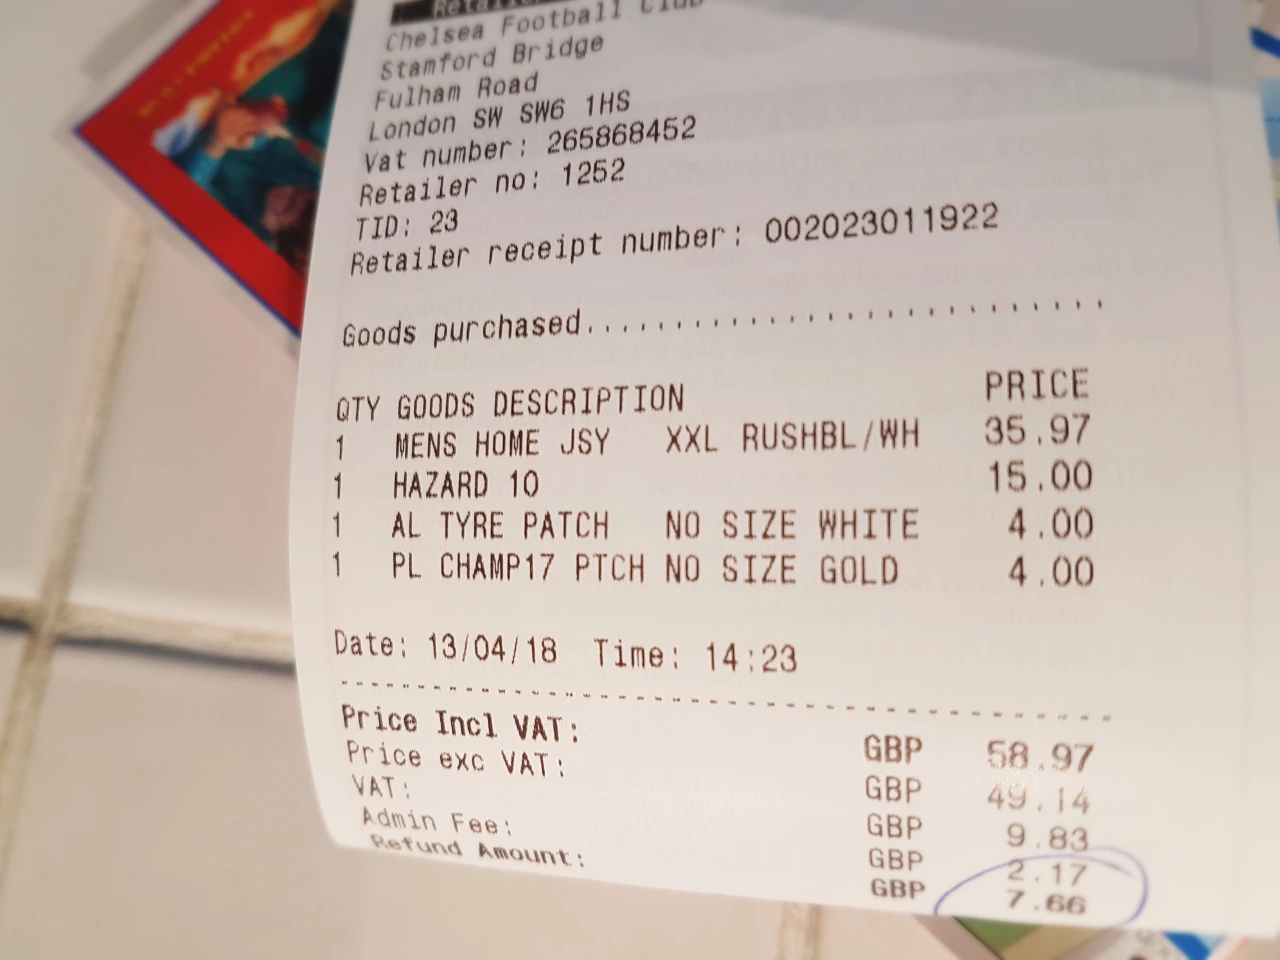 Chelsea Football Club
Stamford Bridge
Fulham Road
London SW SW6 1HS
Vat number: 265868452
Retailer no: 1252
TID: 23
Retailer receipt number: 002023011922
Goods purchased..............................
QTY GOODS DESCRIPTION PRICE
1 MENS HOME JSY XXL RUSHBL/WH 35.97
1 HAZARD 10 15.00
1 AL TYRE PATCH NO SIZE WHITE 4.00
1 PL CHAMP17 PTCH NO SIZE GOLD 4.00
Date: 13/04/18 Time: 14:23
Price Incl VAT: GBP 58.97
Price exc VAT: GBP 49.14
VAT: GBP 9.83
Admin Fee: GBP 2.17
Refund Amount: GBP 7.66